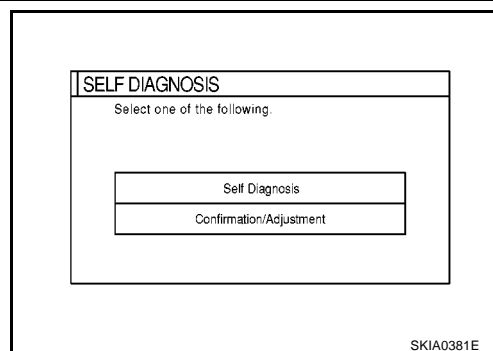 SELF DIAGNOSIS
Select one of the following.
Self Diagnosis
Confirmation/Adjustment
SKIA0381E